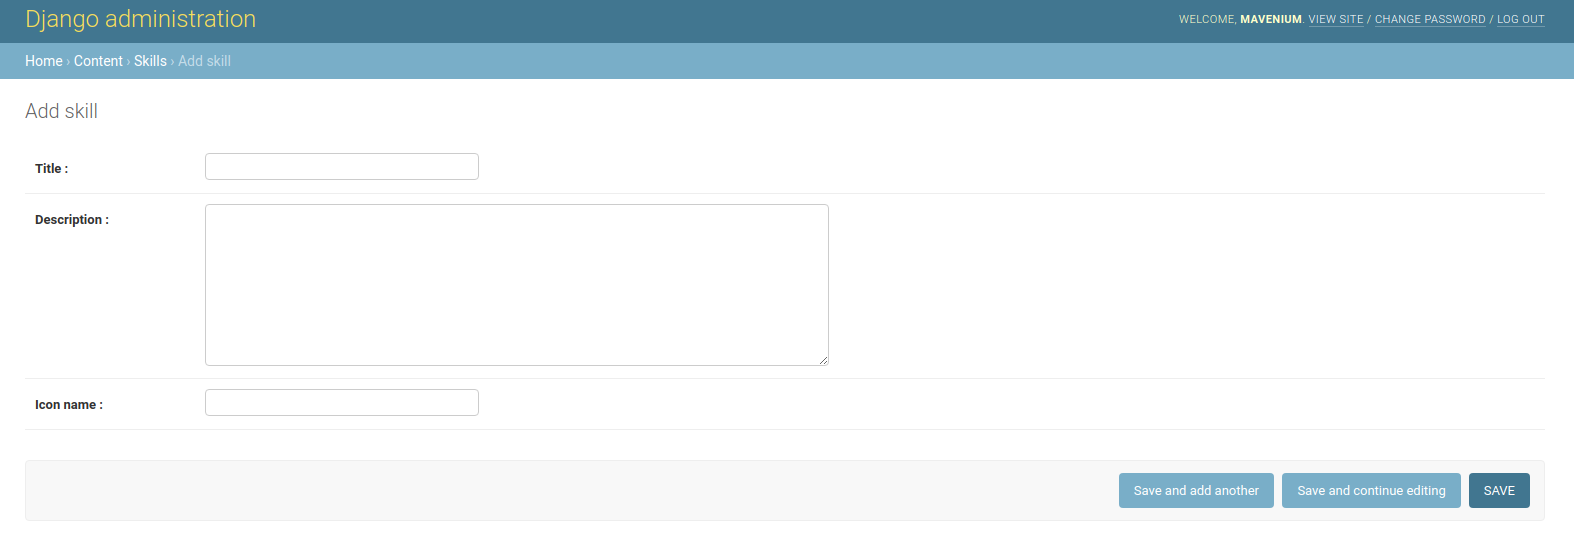 Django administration
WELCOME, MAVENIUM. VIEW SITE / CHANGE PASSWORD / LOG OUT
Home › Content › Skills › Add skill
Add skill
Title :
Description :
Icon name :
Save and add another
Save and continue editing
SAVE